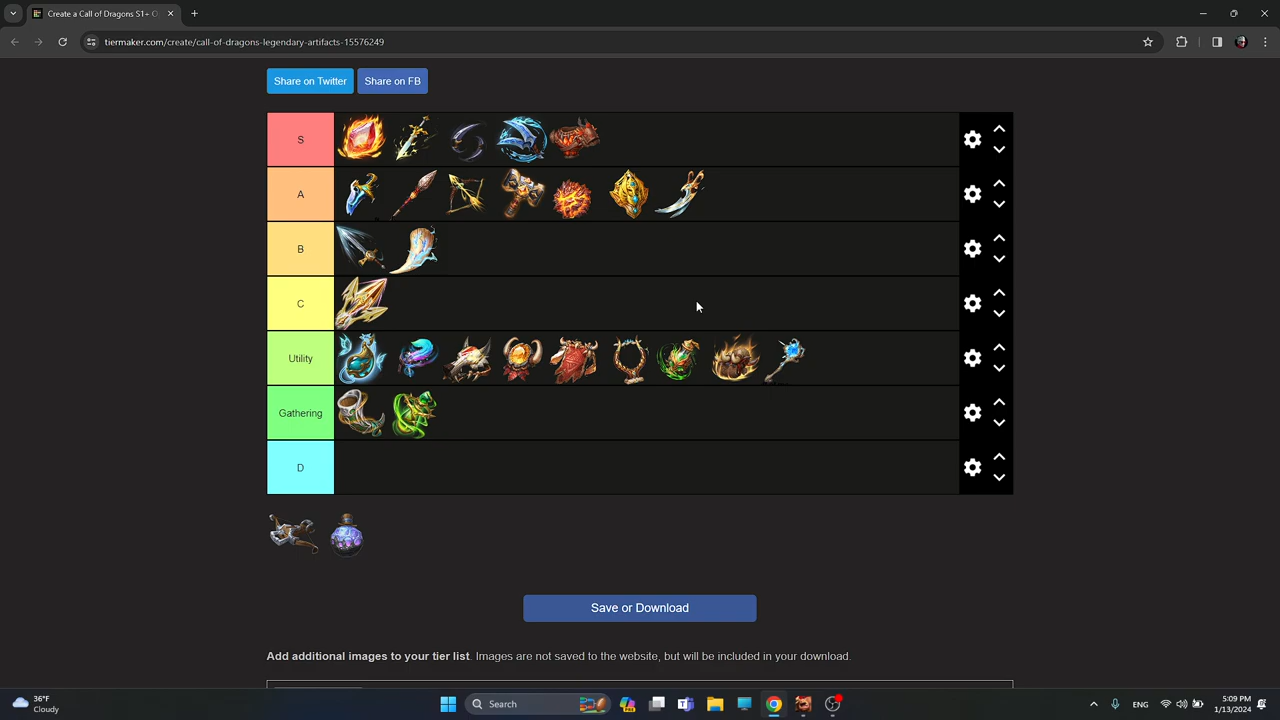 Create a Call of Dragons S1+ C
tiermaker.com/create/call-of-dragons-legendary-artifacts-15576249
Share on Twitter
Share on FB
S
A
B
C
Utility
Gathering
D
Save or Download
Add additional images to your tier list. Images are not saved to the website, but will be included in your download.
36°F
Cloudy
Search
ENG
5:09 PM
1/13/2024